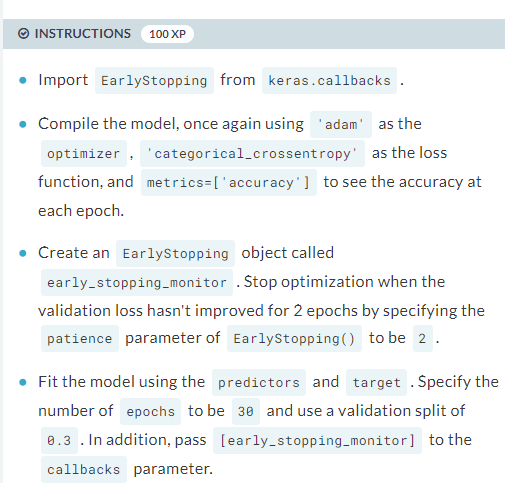 INSTRUCTIONS 100 XP
Import EarlyStopping from keras.callbacks .
Compile the model, once again using 'adam' as the
optimizer , 'categorical_crossentropy' as the loss
function, and metrics=['accuracy'] to see the accuracy at
each epoch.
Create an EarlyStopping object called
early_stopping_monitor . Stop optimization when the
validation loss hasn't improved for 2 epochs by specifying the
patience parameter of EarlyStopping() to be 2 .
Fit the model using the predictors and target . Specify the
number of epochs to be 30 and use a validation split of
0.3 . In addition, pass [early_stopping_monitor] to the
callbacks parameter.